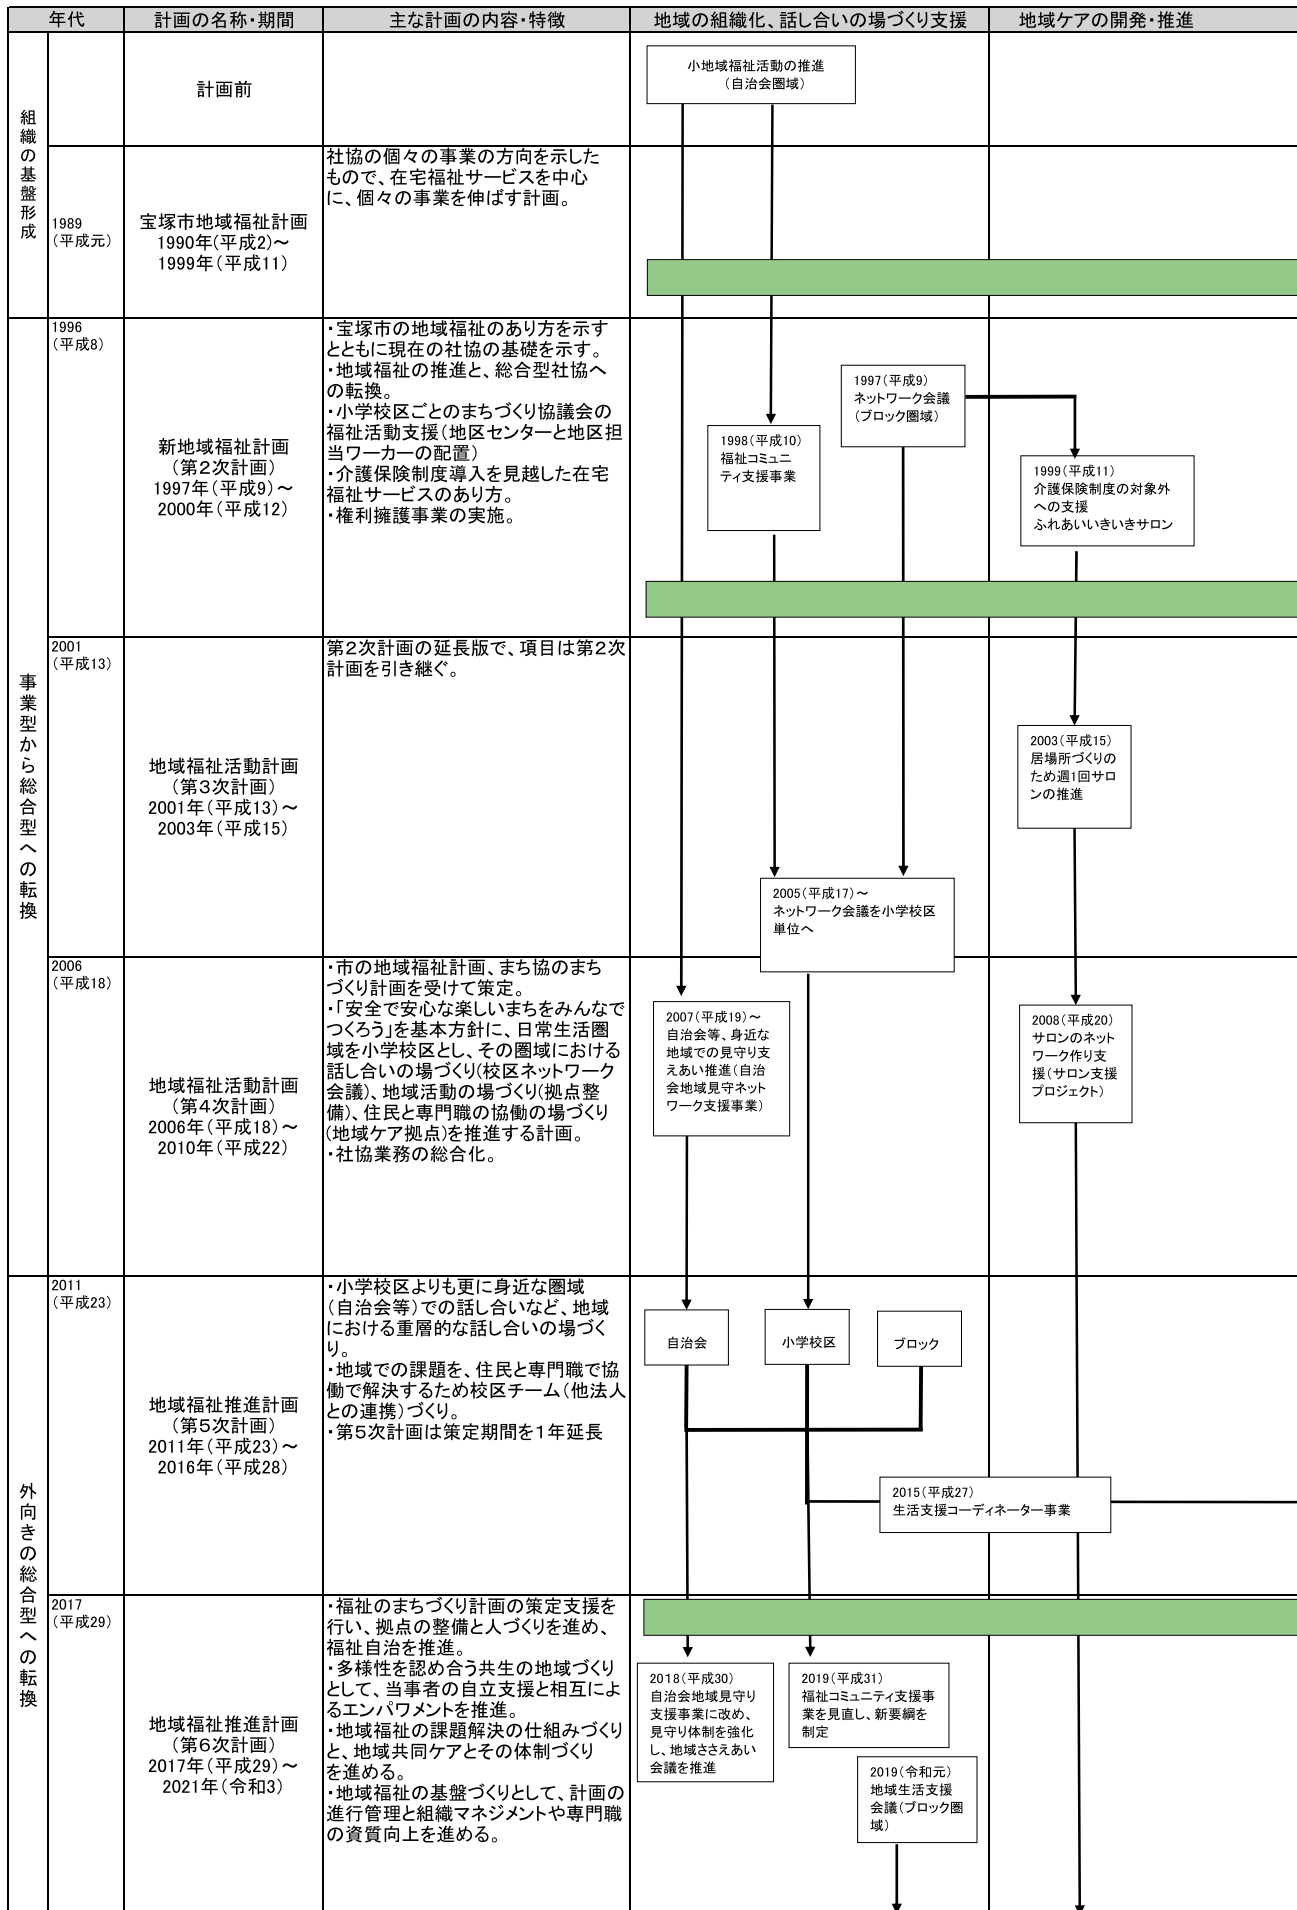 年代
計画の名称・期間
主な計画の内容・特徴
地域の組織化、話し合いの場づくり支援
地域ケアの開発・推進
組織の基盤形成
計画前
小地域福祉活動の推進
（自治会圏域）
1989
（平成元）
宝塚市地域福祉計画
1990年(平成2)～
1999年（平成11）
社協の個々の事業の方向を示した
もので、在宅福祉サービスを中心
に、個々の事業を伸ばす計画。
事業型から総合型への転換
1996
（平成8）
新地域福祉計画
（第2次計画）
1997年（平成9）～
2000年（平成12）
・宝塚市の地域福祉のあり方を示す
とともに現在の社協の基礎を示す。
・地域福祉の推進と、総合型社協へ
の転換。
・小学校区ごとのまちづくり協議会の
福祉活動支援（地区センターと地区担
当ワーカーの配置）
・介護保険制度導入を見越した在宅
福祉サービスのあり方。
・権利擁護事業の実施。
1997（平成9）
ネットワーク会議
（ブロック圏域）
1998（平成10）
福祉コミュニ
ティ支援事業
1999（平成11）
介護保険制度の対象外
への支援
ふれあいいきいきサロン
2001
（平成13）
地域福祉活動計画
（第3次計画）
2001年（平成13）～
2003年（平成15）
第2次計画の延長版で、項目は第2次
計画を引き継ぐ。
2003（平成15）
居場所づくりの
ため週1回サロ
ンの推進
2005（平成17）～
ネットワーク会議を小学校区
単位へ
2006
（平成18）
地域福祉活動計画
（第4次計画）
2006年（平成18）～
2010年（平成22）
・市の地域福祉計画、まち協のまち
づくり計画を受けて策定。
・「安全で安心な楽しいまちをみんなで
つくろう」を基本方針に、日常生活圏
域を小学校区とし、その圏域における
話し合いの場づくり(校区ネットワーク
会議)、地域活動の場づくり(拠点整
備)、住民と専門職の協働の場づくり
(地域ケア拠点)を推進する計画。
・社協業務の総合化。
2007（平成19）～
自治会等、身近な
地域での見守り支
えあい推進（自治
会地域見守ネット
ワーク支援事業）
2008（平成20）
サロンのネット
ワーク作り支
援（サロン支援
プロジェクト）
外向きの総合型への転換
2011
（平成23）
地域福祉推進計画
（第5次計画）
2011年（平成23）～
2016年（平成28）
・小学校区よりも更に身近な圏域
（自治会等）での話し合いなど、地域
における重層的な話し合いの場づく
り。
・地域での課題を、住民と専門職で協
働で解決するため校区チーム（他法人
との連携）づくり。
・第5次計画は策定期間を1年延長
自治会
小学校区
ブロック
2015（平成27）
生活支援コーディネーター事業
2017
（平成29）
地域福祉推進計画
（第6次計画）
2017年（平成29）～
2021年（令和3）
・福祉のまちづくり計画の策定支援を
行い、拠点の整備と人づくりを進め、
福祉自治を推進。
・多様性を認め合う共生の地域づくり
として、当事者の自立支援と相互によ
るエンパワメントを推進。
・地域福祉の課題解決の仕組みづくり
と、地域共同ケアとその体制づくり
を進める。
・地域福祉の基盤づくりとして、計画の
進行管理と組織マネジメントや専門職
の資質向上を進める。
2018（平成30）
自治会地域見守り
支援事業に改め、
見守り体制を強化
し、地域ささえあい
会議を推進
2019（平成31）
福祉コミュニティ支援事
業を見直し、新要綱を
制定
2019（令和元）
地域生活支援
会議（ブロック圏
域）